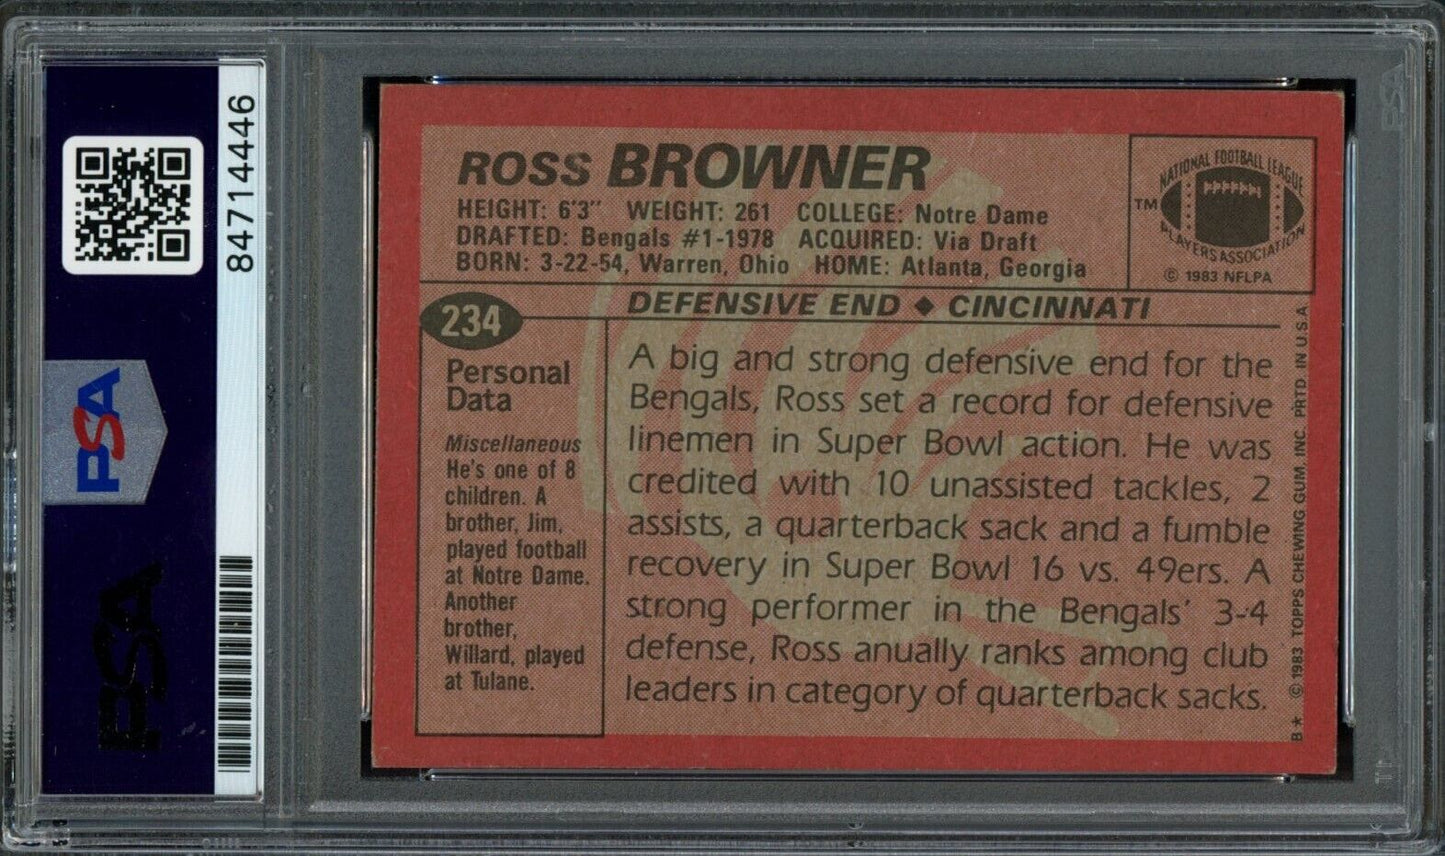 84714446
PSA
PSA
ROSS BROWNER
HEIGHT: 6'3" WEIGHT: 261 COLLEGE: Notre Dame
DRAFTED: Bengals #1-1978 ACQUIRED: Via Draft
BORN: 3-22-54, Warren, Ohio HOME: Atlanta, Georgia
NATIONAL FOOTBALL LEAGUE
TM
PLAYERS ASSOCIATION
© 1983 NFLPA
234
DEFENSIVE END ◆ CINCINNATI
Personal
Data
Miscellaneous
He's one of 8
children. A
brother, Jim,
played football
at Notre Dame.
Another
brother,
Willard, played
at Tulane.
A big and strong defensive end for the
Bengals, Ross set a record for defensive
linemen in Super Bowl action. He was
credited with 10 unassisted tackles, 2
assists, a quarterback sack and a fumble
recovery in Super Bowl 16 vs. 49ers. A
strong performer in the Bengals' 3-4
defense, Ross anually ranks among club
leaders in category of quarterback sacks.
B★ © 1983 TOPPS CHEWING GUM, INC. PRTD. IN U.S.A.
PSA